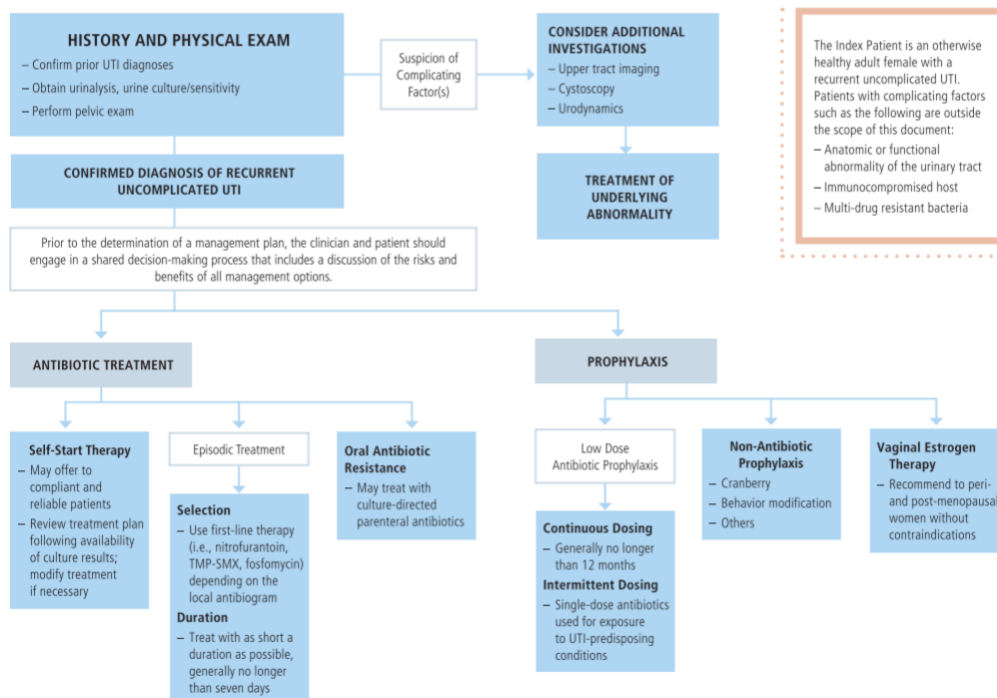 HISTORY AND PHYSICAL EXAM
– Confirm prior UTI diagnoses
– Obtain urinalysis, urine culture/sensitivity
– Perform pelvic exam
Suspicion of
Complicating
Factor(s)
CONSIDER ADDITIONAL
INVESTIGATIONS
– Upper tract imaging
– Cystoscopy
– Urodynamics
The Index Patient is an otherwise
healthy adult female with a
recurrent uncomplicated UTI.
Patients with complicating factors
such as the following are outside
the scope of this document:
– Anatomic or functional
abnormality of the urinary tract
– Immunocompromised host
– Multi-drug resistant bacteria
CONFIRMED DIAGNOSIS OF RECURRENT
UNCOMPLICATED UTI
TREATMENT OF
UNDERLYING
ABNORMALITY
Prior to the determination of a management plan, the clinician and patient should
engage in a shared decision-making process that includes a discussion of the risks and
benefits of all management options.
ANTIBIOTIC TREATMENT
PROPHYLAXIS
Self-Start Therapy
– May offer to
compliant and
reliable patients
– Review treatment plan
following availability
of culture results;
modify treatment
if necessary
Episodic Treatment
Selection
– Use first-line therapy
(i.e., nitrofurantoin,
TMP-SMX, fosfomycin)
depending on the
local antibiogram
Duration
– Treat with as short a
duration as possible,
generally no longer
than seven days
Oral Antibiotic
Resistance
– May treat with
culture-directed
parenteral antibiotics
Low Dose
Antibiotic Prophylaxis
Continuous Dosing
– Generally no longer
than 12 months
Intermittent Dosing
– Single-dose antibiotics
used for exposure
to UTI-predisposing
conditions
Non-Antibiotic
Prophylaxis
– Cranberry
– Behavior modification
– Others
Vaginal Estrogen
Therapy
– Recommend to peri-
and post-menopausal
women without
contraindications